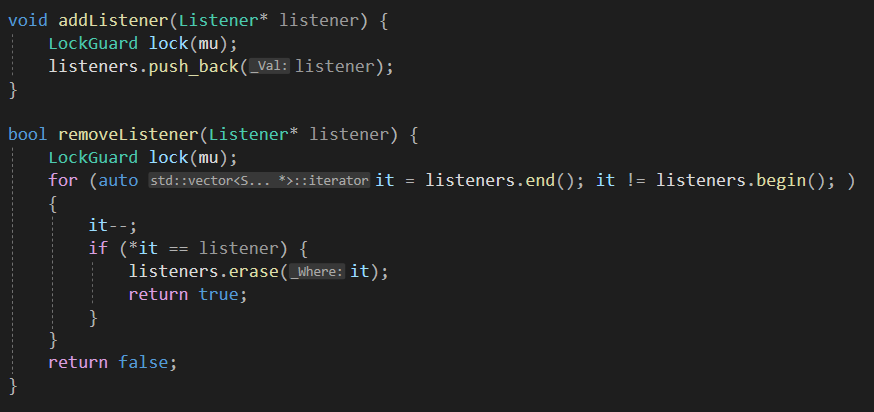 void addListener(Listener* listener) {
    LockGuard lock(mu);
    listeners.push_back(_Val: listener);
}

bool removeListener(Listener* listener) {
    LockGuard lock(mu);
    for (auto std::vector<S... *>::iterator it = listeners.end(); it != listeners.begin(); )
    {
        it--;
        if (*it == listener) {
            listeners.erase(_Where: it);
            return true;
        }
    }
    return false;
}